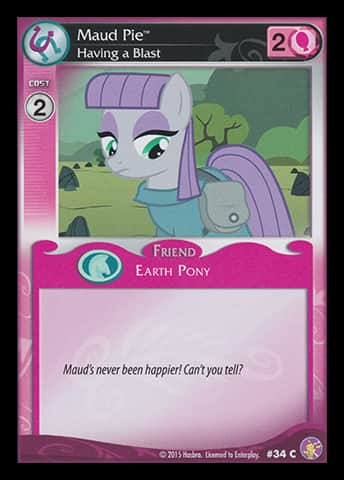 Maud Pie™
Having a Blast
2
COST
2
FRIEND
EARTH PONY
Maud's never been happier! Can't you tell?
© 2015 Hasbro. Licensed to Enterplay.
#34 C